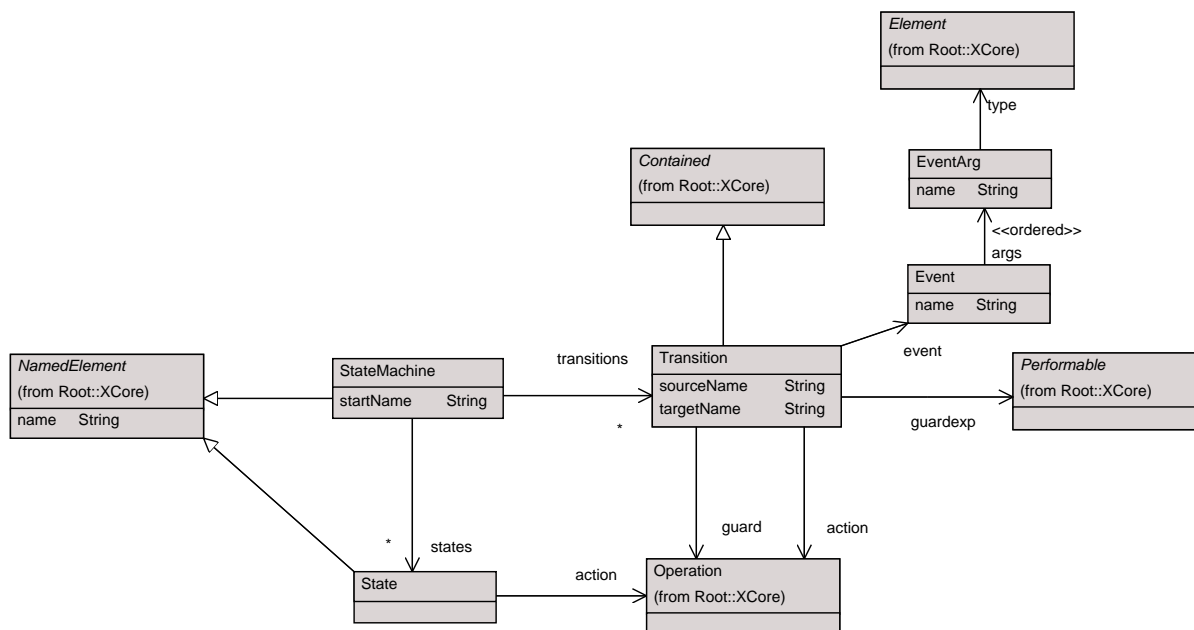 Element
(from Root::XCore)
type
Contained
(from Root::XCore)
EventArg
name String
<<ordered>>
args
Event
name String
event
NamedElement
(from Root::XCore)
name String
StateMachine
startName String
transitions
*
Transition
sourceName String
targetName String
Performable
(from Root::XCore)
guardexp
guard
action
*
states
State
action
Operation
(from Root::XCore)